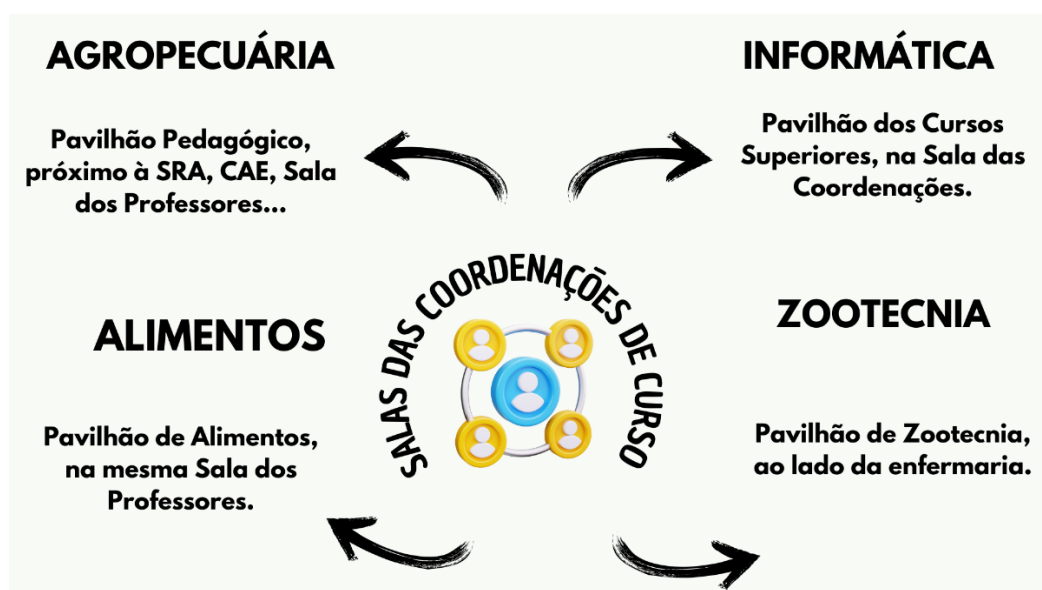 AGROPECUÁRIA
Pavilhão Pedagógico,
próximo à SRA, CAE, Sala
dos Professores...
INFORMÁTICA
Pavilhão dos Cursos
Superiores, na Sala das
Coordenações.
SALAS DAS COORDENAÇÕES DE CURSO
ALIMENTOS
Pavilhão de Alimentos,
na mesma Sala dos
Professores.
ZOOTECNIA
Pavilhão de Zootecnia,
ao lado da enfermaria.